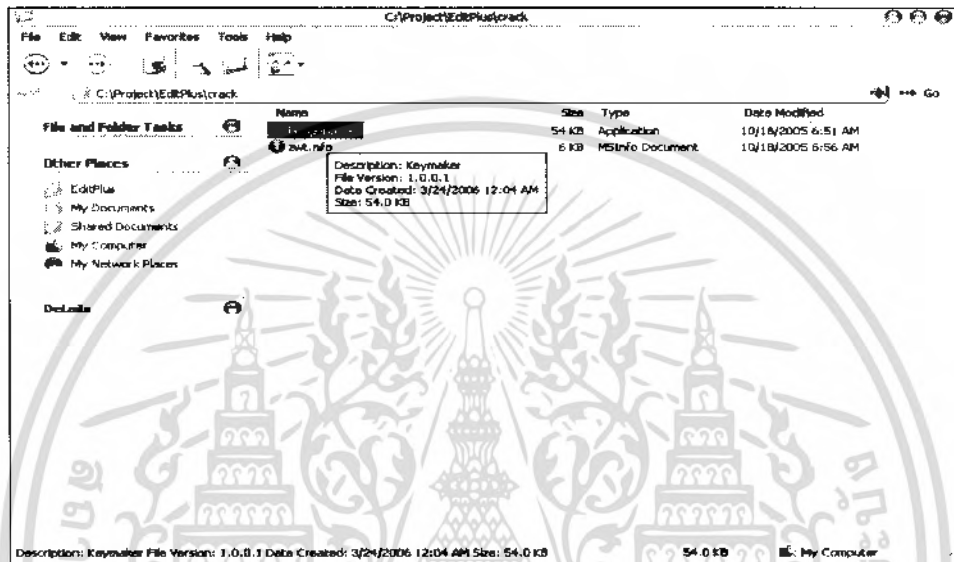 C:\Project\EditPlus\crack
File Edit View Favorites Tools Help
C:\Project\EditPlus\crack Go
Name Size Type Date Modified
54 KB Application 10/18/2005 6:51 AM
zwt.nfo 6 KB MSInfo Document 10/18/2005 6:56 AM
File and Folder Tasks
Other Places
EditPlus
My Documents
Shared Documents
My Computer
My Network Places
Details
Description: Keymaker
File Version: 1.0.0.1
Date Created: 3/24/2006 12:04 AM
Size: 54.0 KB
Description: Keymaker File Version: 1.0.0.1 Date Created: 3/24/2006 12:04 AM Size: 54.0 KB 54.0 KB My Computer